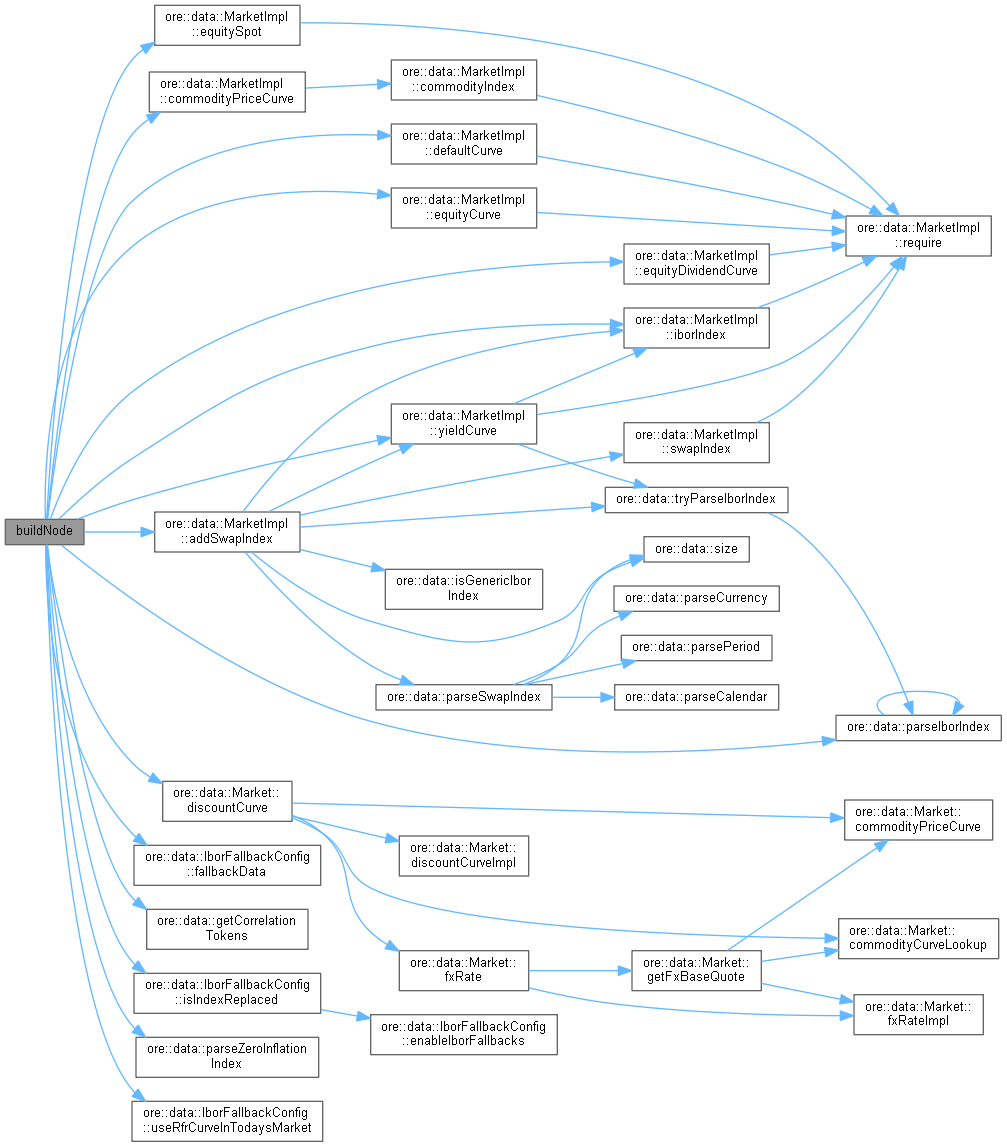 ore::data::MarketImpl
::equitySpot
ore::data::MarketImpl
::commodityPriceCurve
ore::data::MarketImpl
::commodityIndex
ore::data::MarketImpl
::defaultCurve
ore::data::MarketImpl
::equityCurve
ore::data::MarketImpl
::require
ore::data::MarketImpl
::equityDividendCurve
ore::data::MarketImpl
::iborIndex
ore::data::MarketImpl
::yieldCurve
ore::data::MarketImpl
::swapIndex
ore::data::tryParseIborIndex
buildNode
ore::data::MarketImpl
::addSwapIndex
ore::data::size
ore::data::isGenericIbor
Index
ore::data::parseCurrency
ore::data::parsePeriod
ore::data::parseSwapIndex
ore::data::parseCalendar
ore::data::parseIborIndex
ore::data::Market::
discountCurve
ore::data::Market::
commodityPriceCurve
ore::data::Market::
discountCurveImpl
ore::data::IborFallbackConfig
::fallbackData
ore::data::getCorrelation
Tokens
ore::data::Market::
commodityCurveLookup
ore::data::Market::
fxRate
ore::data::Market::
getFxBaseQuote
ore::data::IborFallbackConfig
::isIndexReplaced
ore::data::Market::
fxRateImpl
ore::data::IborFallbackConfig
::enableIborFallbacks
ore::data::parseZeroInflation
Index
ore::data::IborFallbackConfig
::useRfrCurveInTodaysMarket